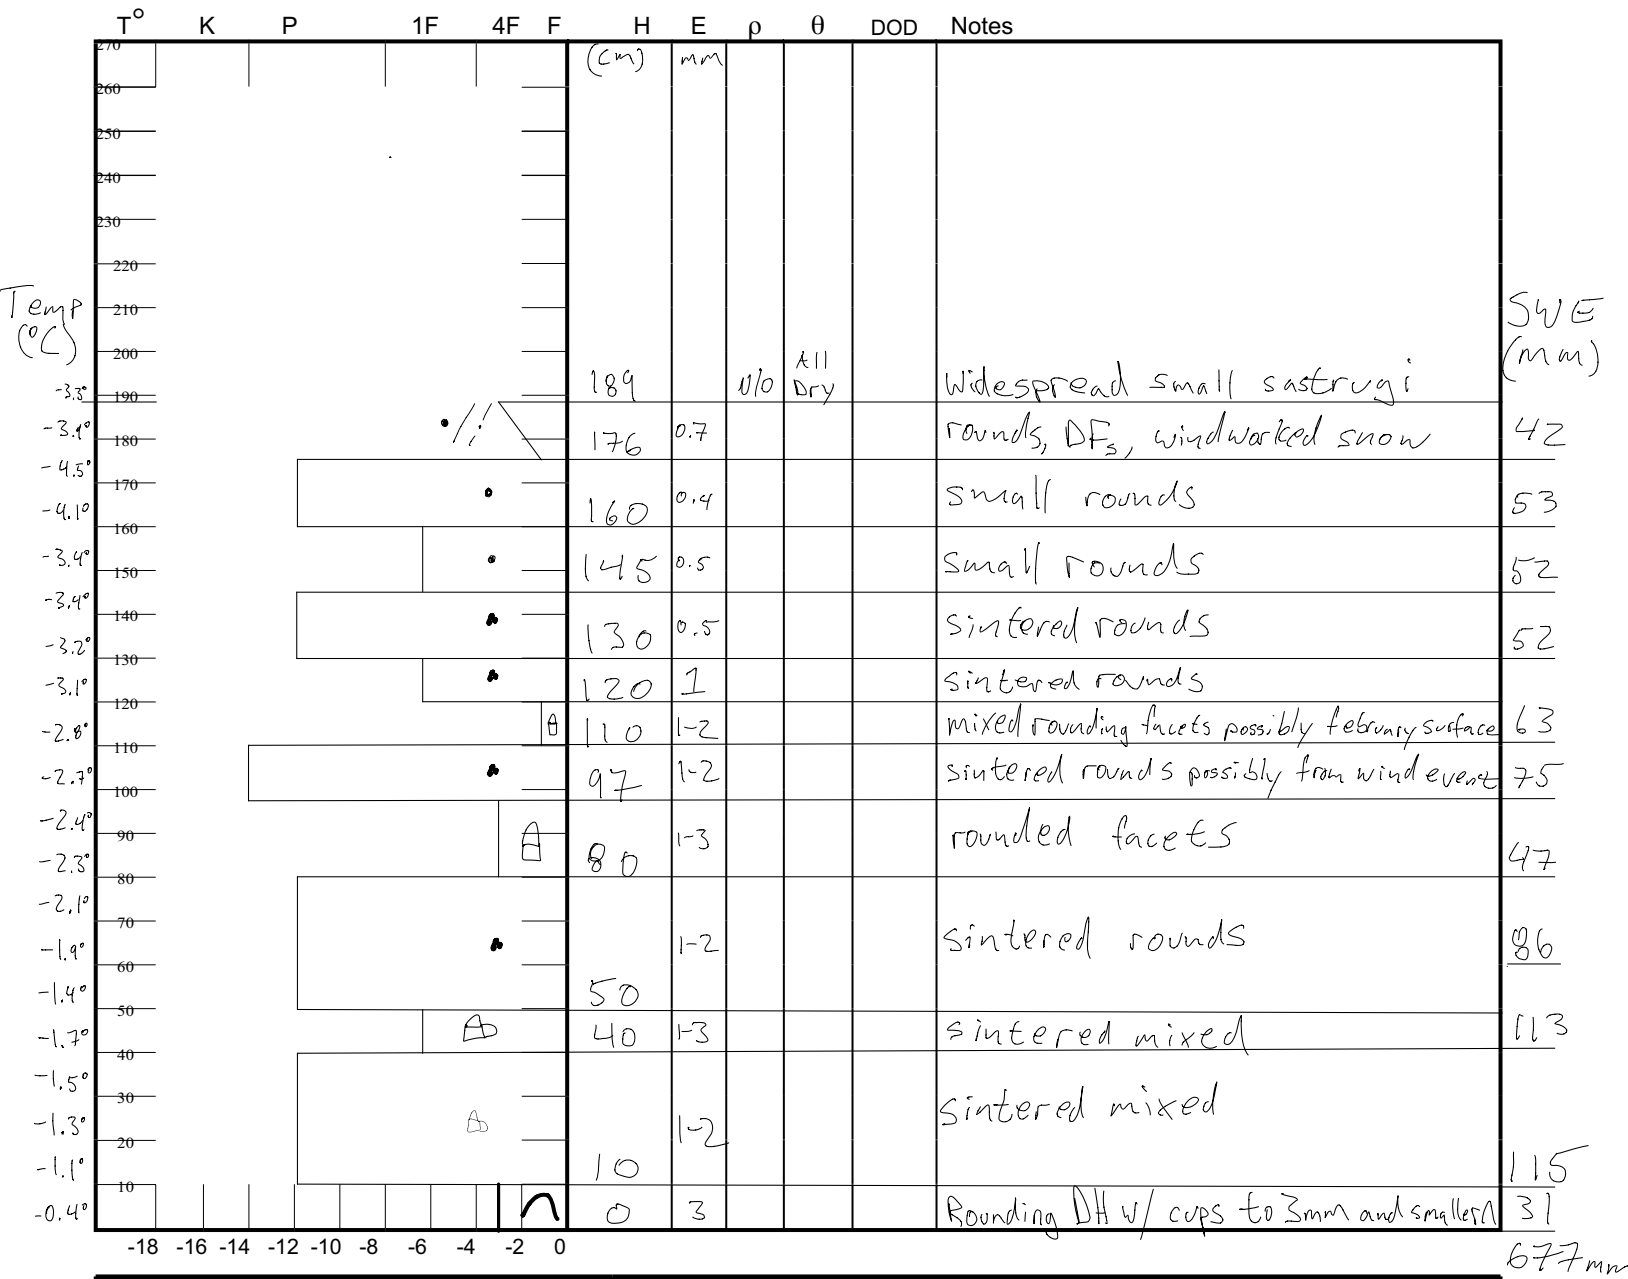 T° K P 1F 4F F H E ρ θ DOD Notes
270 (cm) mm
260
250
240
230
220
Temp 210 SWE
(°C) 200 All (mm)
-3.3° 190 189 N/O Dry Widespread small sastrugi
180 176 0.7 rounds, DFs, windworked snow 42
-4.5°
170 0.4 small rounds
-4.1° 160 160 53
-3.4° 150 145 0.5 small rounds 52
-3.4°
140 0.5 sintered rounds
-3.2° 130 130 52
-3.1° 120 120 1 sintered rounds
-2.8° 110 110 1-2 mixed rounding facets possibly february surface 63
-2.7° 100 97 1-2 sintered rounds possibly from wind event 75
-2.4° 90 1-3 rounded facets
-2.3° 80 80 47
-2.1° 70
-1.9° 60 1-2 sintered rounds 86
-1.4° 50 50
-1.7° 40 40 1-3 sintered mixed 113
-1.5° 30 sintered mixed
-1.3° 20 1-2
-1.1° 10 10 115
-0.4° 0 3 Rounding DH w/ cups to 3mm and smaller 31
-18 -16 -14 -12 -10 -8 -6 -4 -2 0 677mm